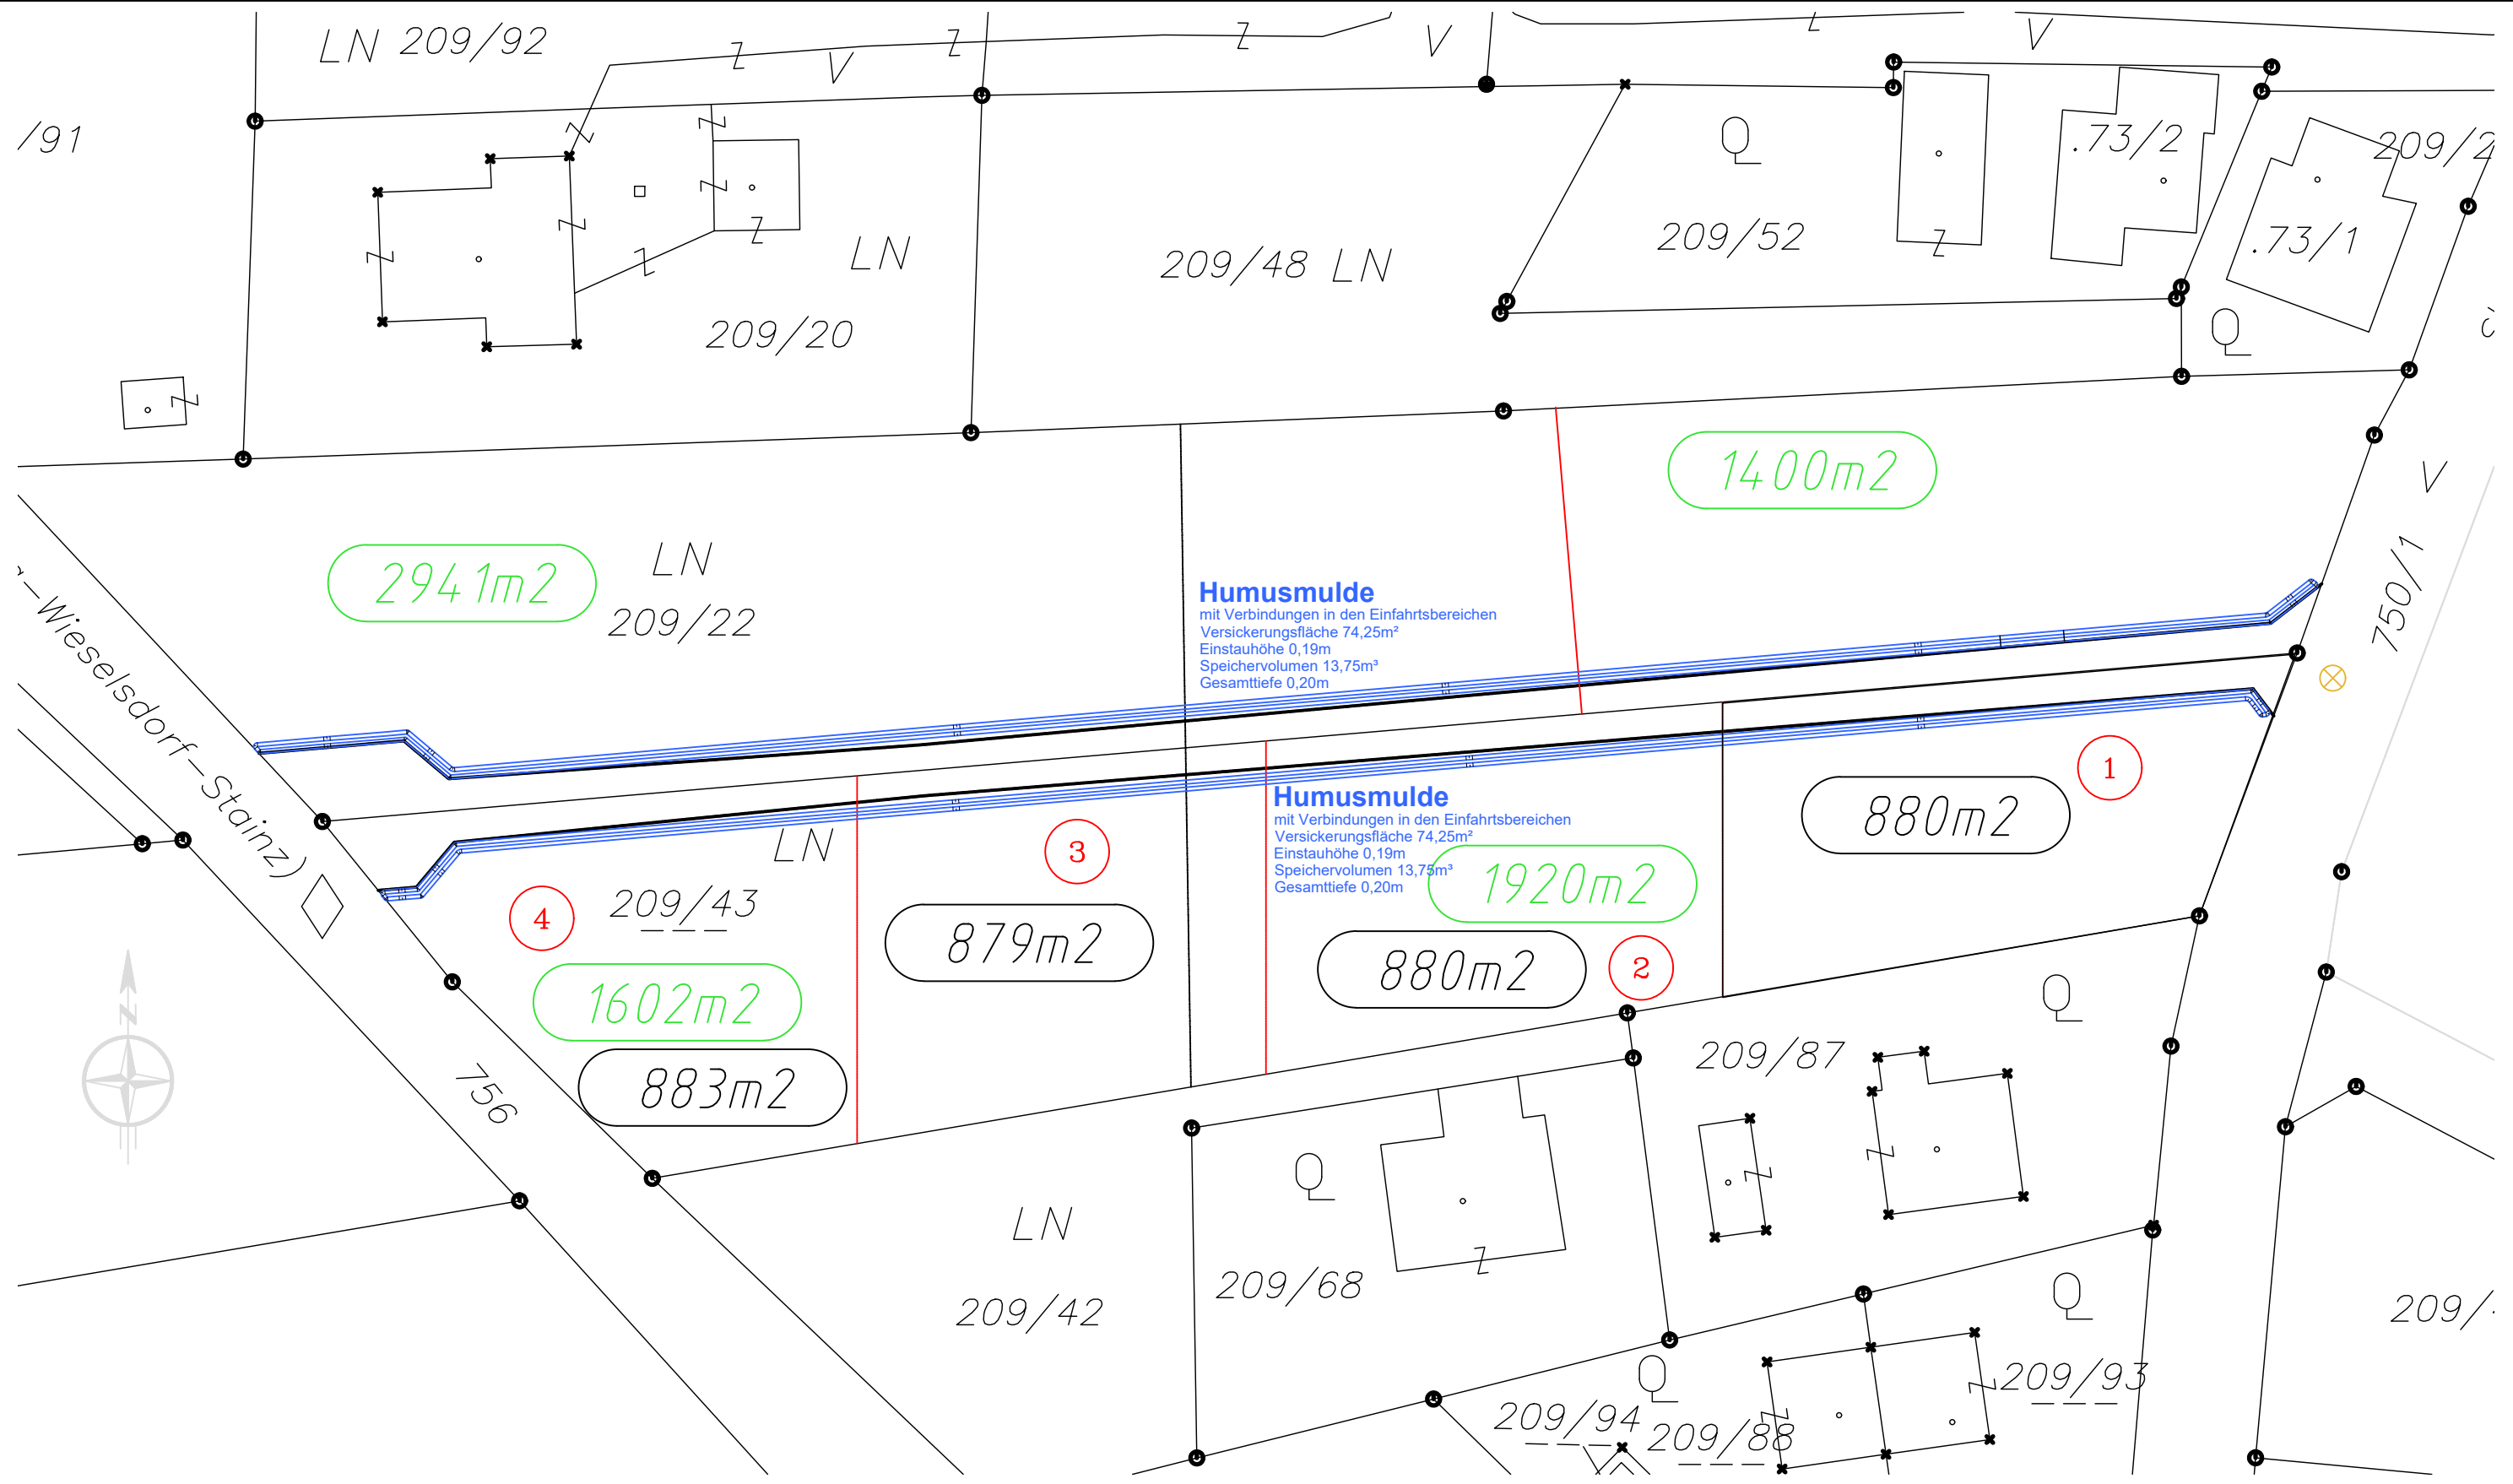 LN 209/92
V
V
V
/91
.73/2
209/2
209/52
.73/1
LN
209/48 LN
209/20
1400m2
V
2941m2
LN
209/22
750/1
Humusmulde
mit Verbindungen in den Einfahrtsbereichen
Versickerungsfläche 74,25m²
Einstauhöhe 0,19m
Speichervolumen 13,75m³
Gesamttiefe 0,20m
-Wieselsdorf-Stainz)
1
880m2
Humusmulde
mit Verbindungen in den Einfahrtsbereichen
Versickerungsfläche 74,25m²
Einstauhöhe 0,19m
Speichervolumen 13,75m³
Gesamttiefe 0,20m
1920m2
LN
3
4
209/43
879m2
880m2
2
1602m2
N
883m2
756
209/87
LN
209/42
209/68
209/
209/93
209/94
209/88